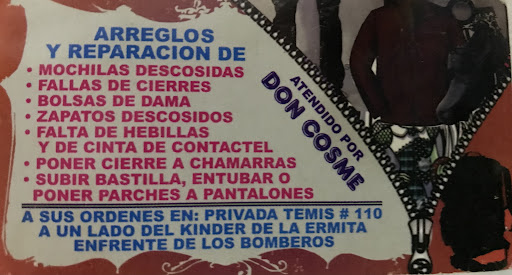 ARREGLOS
Y REPARACION DE
• MOCHILAS DESCOSIDAS
• FALLAS DE CIERRES
• BOLSAS DE DAMA
• ZAPATOS DESCOSIDOS
• FALTA DE HEBILLAS
Y DE CINTA DE CONTACTEL
• PONER CIERRE A CHAMARRAS
• SUBIR BASTILLA, ENTUBAR O
PONER PARCHES A PANTALONES
ATENDIDO POR
DON COSME
A SUS ORDENES EN: PRIVADA TEMIS # 110
A UN LADO DEL KINDER DE LA ERMITA
ENFRENTE DE LOS BOMBEROS